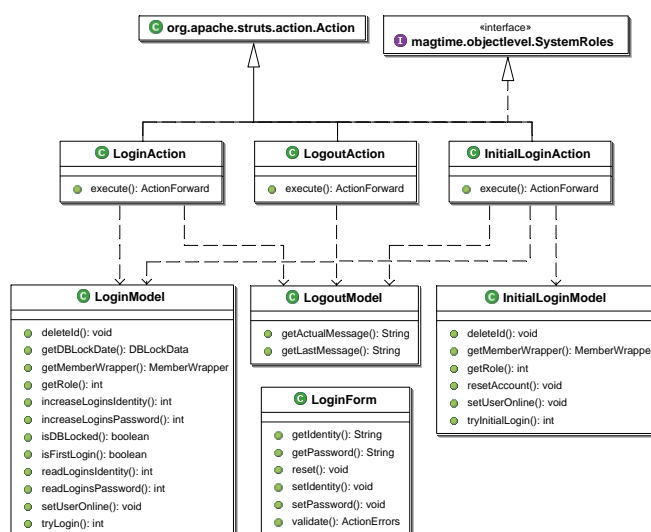 C org.apache.struts.action.Action
«interface»
I magtime.objectlevel.SystemRoles
C LoginAction
execute(): ActionForward
C LogoutAction
execute(): ActionForward
C InitialLoginAction
execute(): ActionForward
C LoginModel
deleteId(): void
getDBLockDate(): DBLockData
getMemberWrapper(): MemberWrapper
getRole(): int
increaseLoginsIdentity(): int
increaseLoginsPassword(): int
isDBLocked(): boolean
isFirstLogin(): boolean
readLoginsIdentity(): int
readLoginsPassword(): int
setUserOnline(): void
tryLogin(): int
C LogoutModel
getActualMessage(): String
getLastMessage(): String
C LoginForm
getIdentity(): String
getPassword(): String
reset(): void
setIdentity(): void
setPassword(): void
validate(): ActionErrors
C InitialLoginModel
deleteId(): void
getMemberWrapper(): MemberWrapper
getRole(): int
resetAccount(): void
setUserOnline(): void
tryInitialLogin(): int